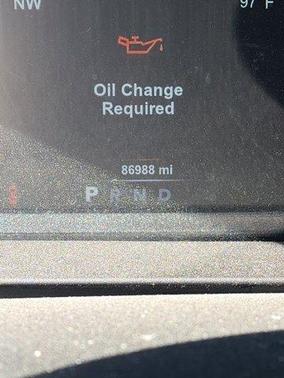 NW 97°F
Oil Change
Required
86988 mi
P R N D